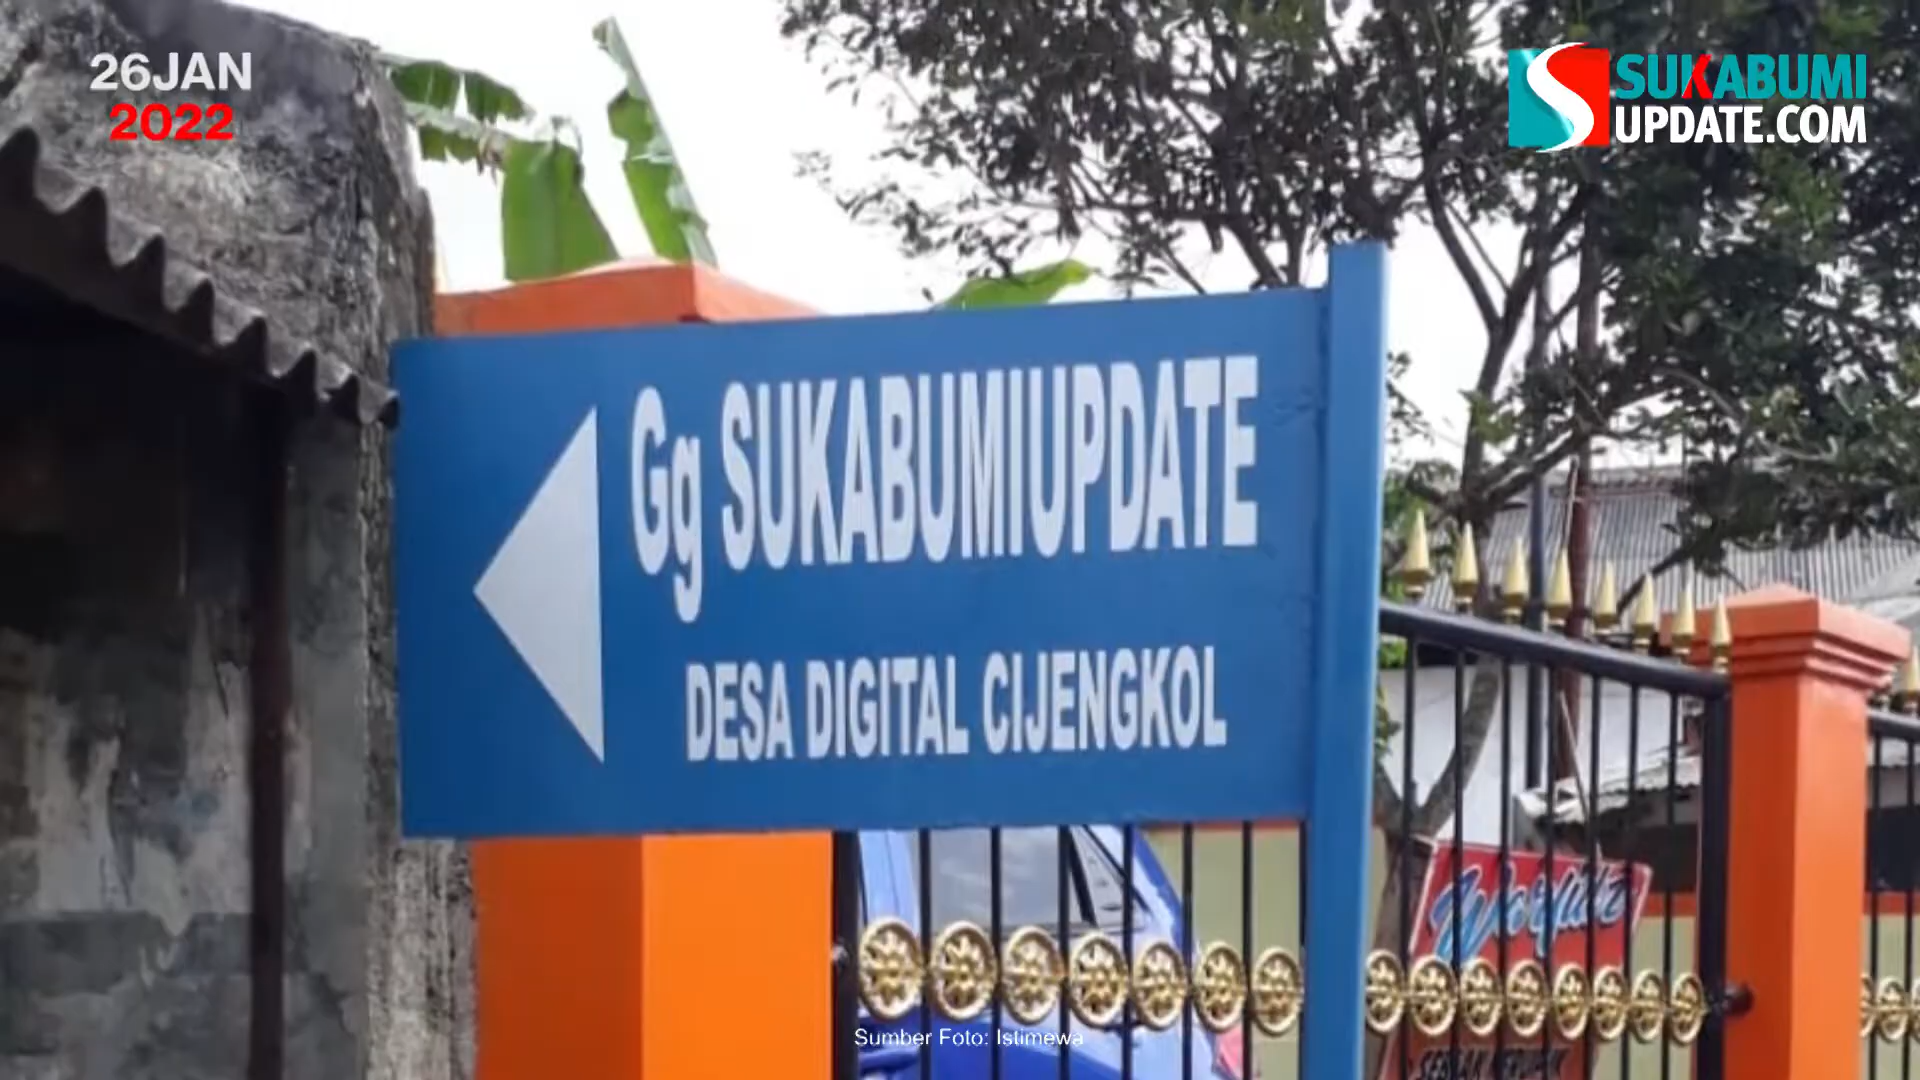 26JAN
2022
SUKABUMI
UPDATE.COM
Gg SUKABUMIUPDATE
DESA DIGITAL CIJENGKOL
Sumber Foto: Istimewa